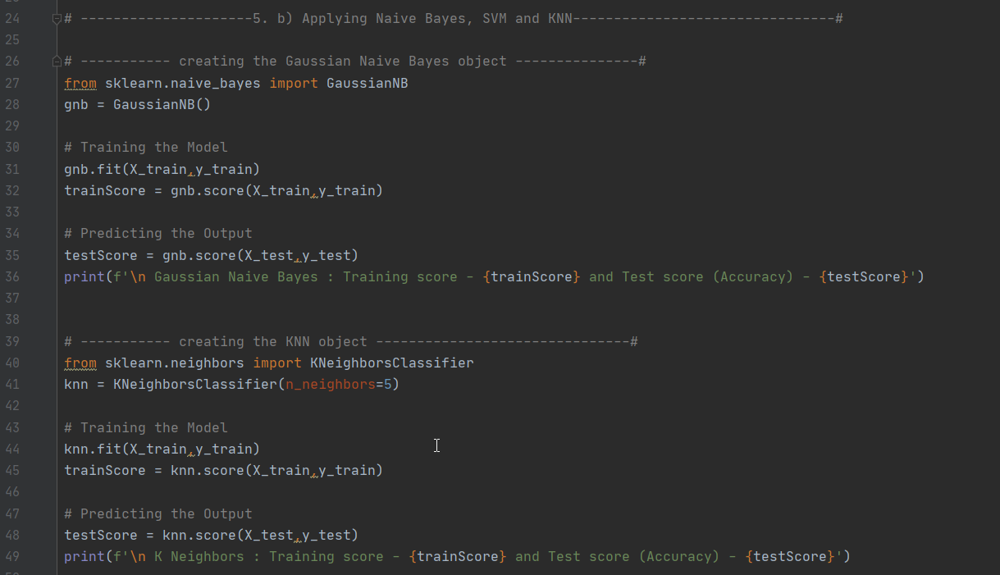 24 # ---------------------5. b) Applying Naive Bayes, SVM and KNN--------------------------------#
25
26 # ----------- creating the Gaussian Naive Bayes object ---------------#
27 from sklearn.naive_bayes import GaussianNB
28 gnb = GaussianNB()
29
30 # Training the Model
31 gnb.fit(X_train,y_train)
32 trainScore = gnb.score(X_train,y_train)
33
34 # Predicting the Output
35 testScore = gnb.score(X_test,y_test)
36 print(f'\n Gaussian Naive Bayes : Training score - {trainScore} and Test score (Accuracy) - {testScore}')
37
38
39 # ----------- creating the KNN object -------------------------------#
40 from sklearn.neighbors import KNeighborsClassifier
41 knn = KNeighborsClassifier(n_neighbors=5)
42
43 # Training the Model
44 knn.fit(X_train,y_train)
45 trainScore = knn.score(X_train,y_train)
46
47 # Predicting the Output
48 testScore = knn.score(X_test,y_test)
49 print(f'\n K Neighbors : Training score - {trainScore} and Test score (Accuracy) - {testScore}')